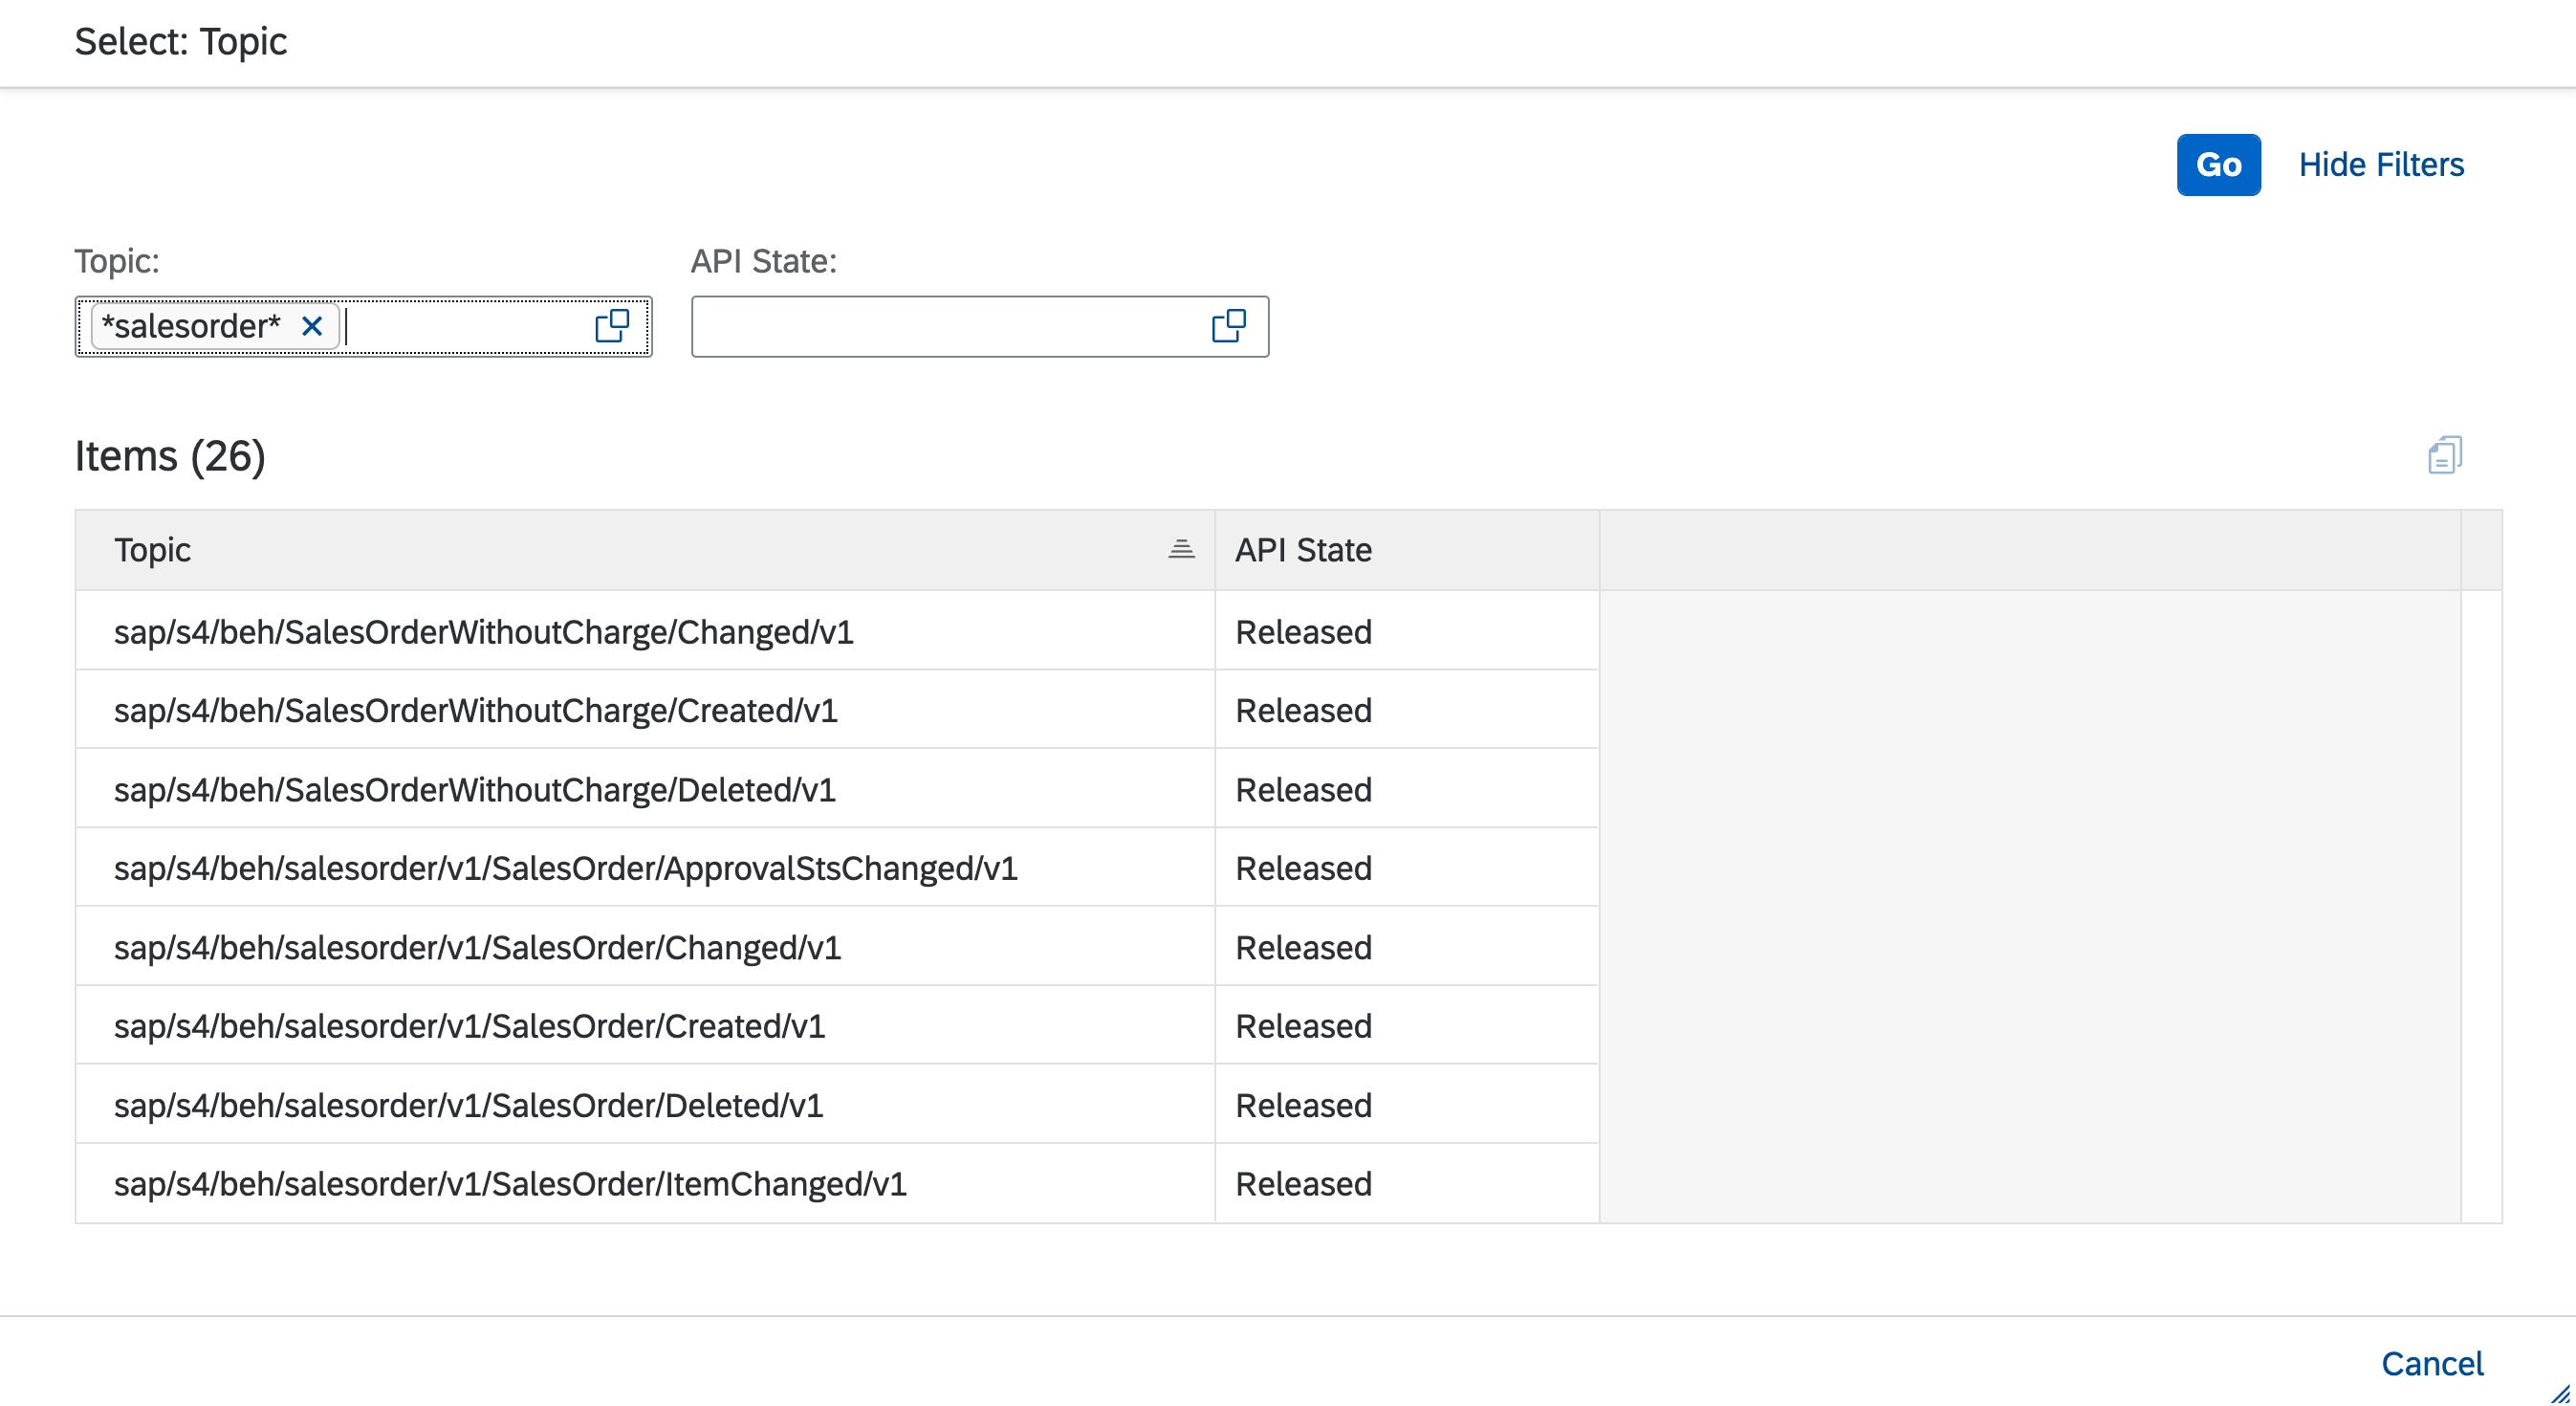 Select: Topic
Go Hide Filters
Topic: API State:
*salesorder*
Items (26)
Topic API State
sap/s4/beh/SalesOrderWithoutCharge/Changed/v1 Released
sap/s4/beh/SalesOrderWithoutCharge/Created/v1 Released
sap/s4/beh/SalesOrderWithoutCharge/Deleted/v1 Released
sap/s4/beh/salesorder/v1/SalesOrder/ApprovalStsChanged/v1 Released
sap/s4/beh/salesorder/v1/SalesOrder/Changed/v1 Released
sap/s4/beh/salesorder/v1/SalesOrder/Created/v1 Released
sap/s4/beh/salesorder/v1/SalesOrder/Deleted/v1 Released
sap/s4/beh/salesorder/v1/SalesOrder/ItemChanged/v1 Released
Cancel